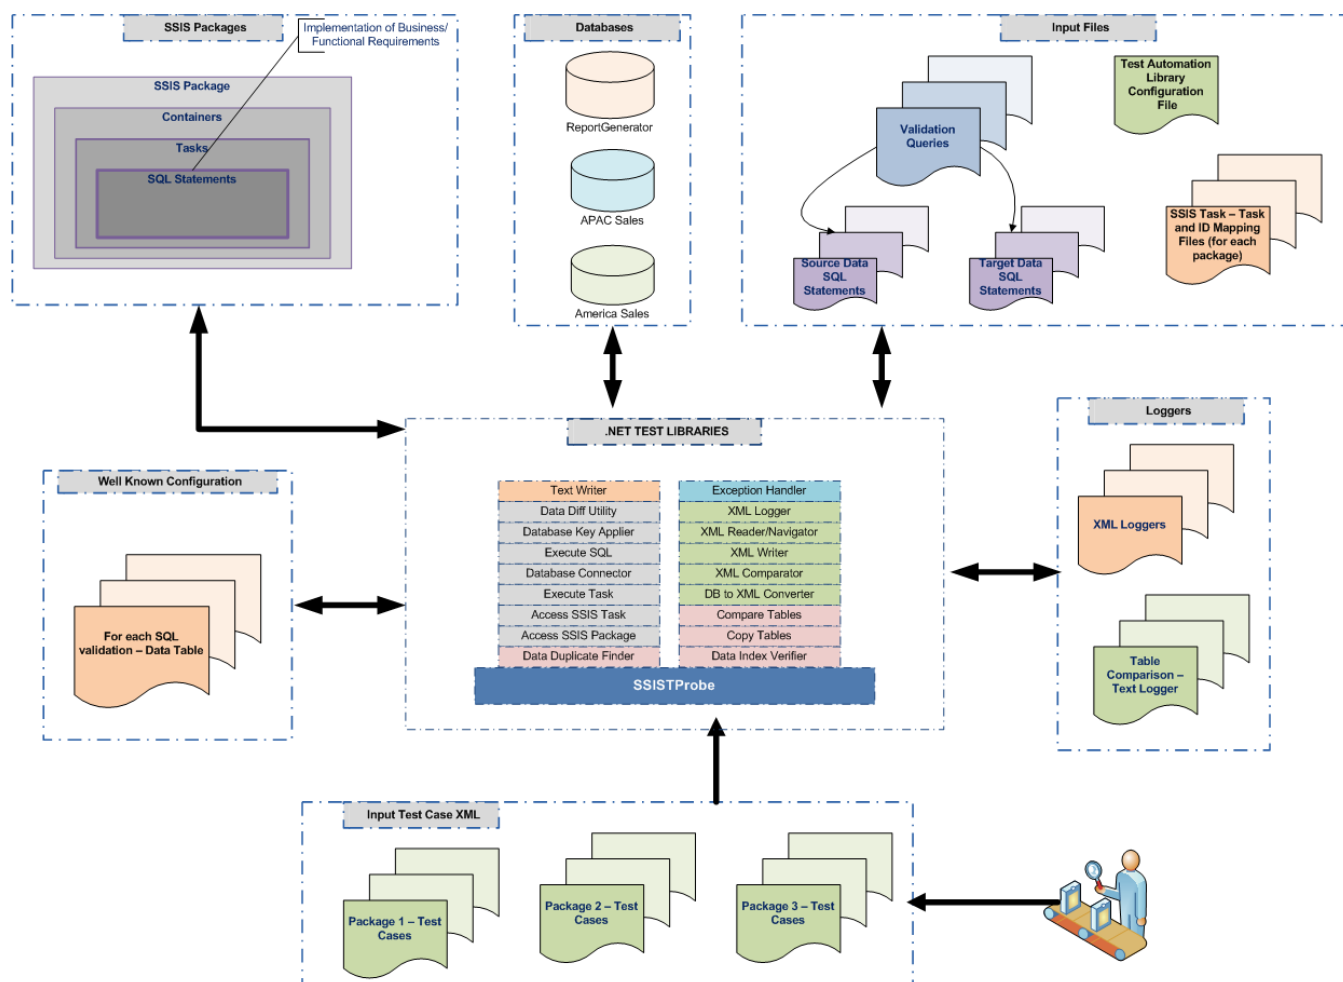 SSIS Packages
Implementation of Business/
Functional Requirements
SSIS Package
Containers
Tasks
SQL Statements
Databases
ReportGenerator
APAC Sales
America Sales
Input Files
Validation
Queries
Test Automation
Library
Configuration
File
Source Data
SQL
Statements
Target Data
SQL
Statements
SSIS Task – Task
and ID Mapping
Files (for each
package)
.NET TEST LIBRARIES
Text Writer
Data Diff Utility
Database Key Applier
Execute SQL
Database Connector
Execute Task
Access SSIS Task
Access SSIS Package
Data Duplicate Finder
Exception Handler
XML Logger
XML Reader/Navigator
XML Writer
XML Comparator
DB to XML Converter
Compare Tables
Copy Tables
Data Index Verifier
SSISTProbe
Well Known Configuration
For each SQL
validation – Data Table
Loggers
XML Loggers
Table
Comparison –
Text Logger
Input Test Case XML
Package 1 – Test
Cases
Package 2 – Test
Cases
Package 3 – Test
Cases